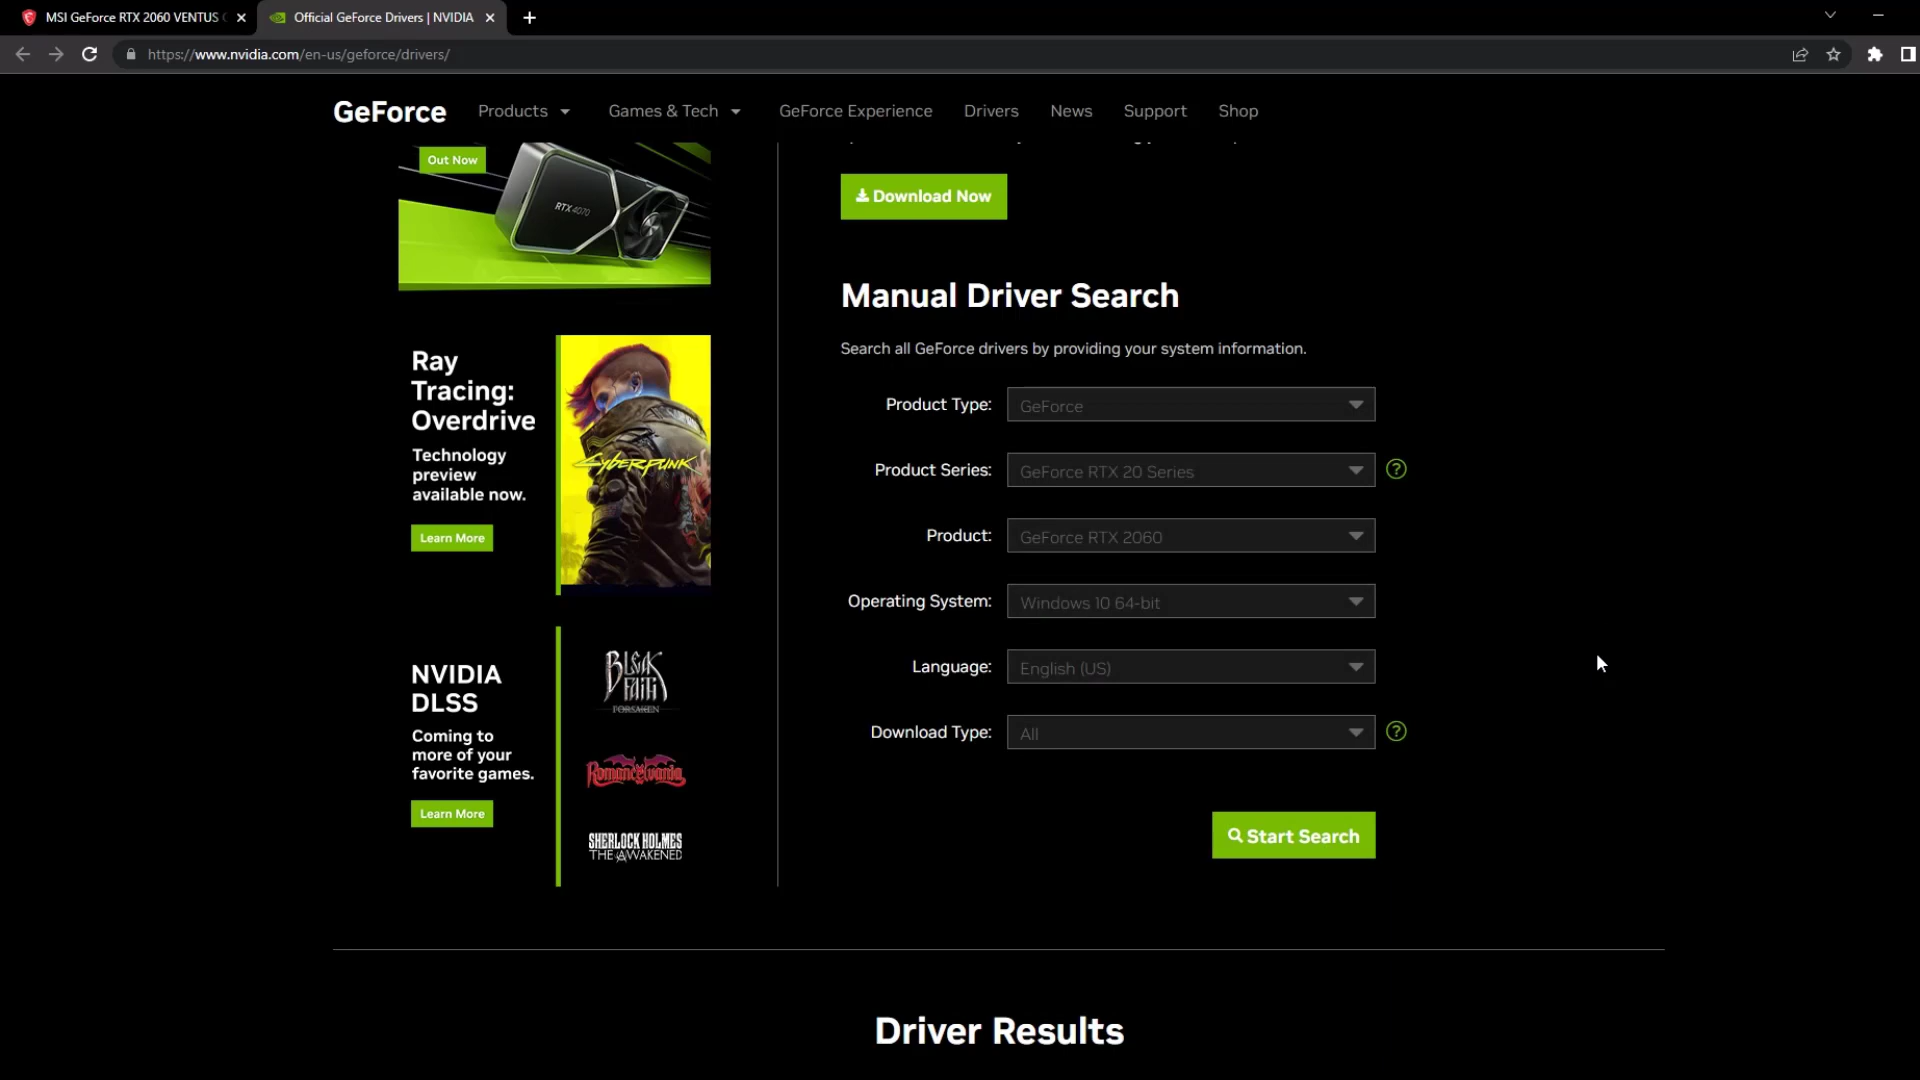 MSI GeForce RTX 2060 VENTUS
Official GeForce Drivers | NVIDIA
https://www.nvidia.com/en-us/geforce/drivers/
GeForce
Products
Games & Tech
GeForce Experience
Drivers
News
Support
Shop
Out Now
RTX 4070
Download Now
Manual Driver Search
Search all GeForce drivers by providing your system information.
Product Type:
GeForce
Product Series:
GeForce RTX 20 Series
?
Product:
GeForce RTX 2060
Operating System:
Windows 10 64-bit
Language:
English (US)
Download Type:
All
?
Start Search
Ray
Tracing:
Overdrive
Technology
preview
available now.
Learn More
CYBERPUNK
NVIDIA
DLSS
Coming to
more of your
favorite games.
Learn More
BLEAK
FAITH
FORSAKEN
Romancelvania
SHERLOCK HOLMES
THE AWAKENED
Driver Results